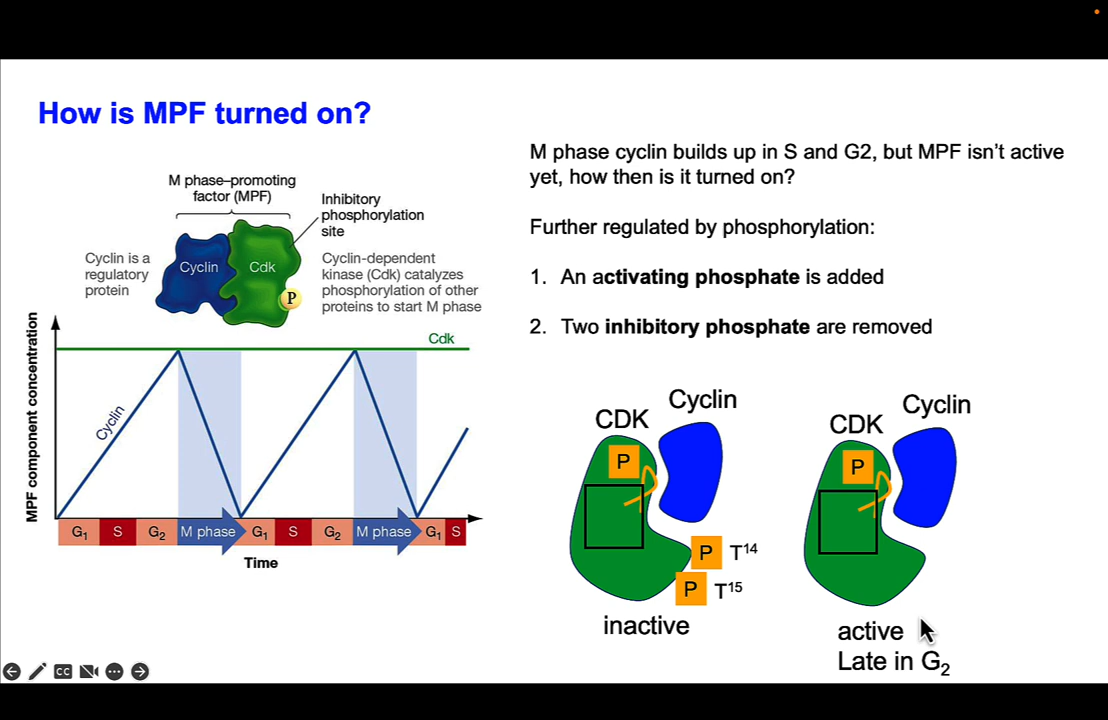 How is MPF turned on?
M phase–promoting
factor (MPF)
Inhibitory
phosphorylation
site
Cyclin is a
regulatory
protein
Cyclin
Cdk
P
Cyclin-dependent
kinase (Cdk) catalyzes
phosphorylation of other
proteins to start M phase
MPF component concentration
Cdk
Cyclin
G₁ S G₂ M phase G₁ S G₂ M phase G₁ S
Time
M phase cyclin builds up in S and G2, but MPF isn't active
yet, how then is it turned on?
Further regulated by phosphorylation:
1. An activating phosphate is added
2. Two inhibitory phosphate are removed
CDK
Cyclin
P
P T¹⁴
P T¹⁵
inactive
CDK
Cyclin
P
active
Late in G₂
CC